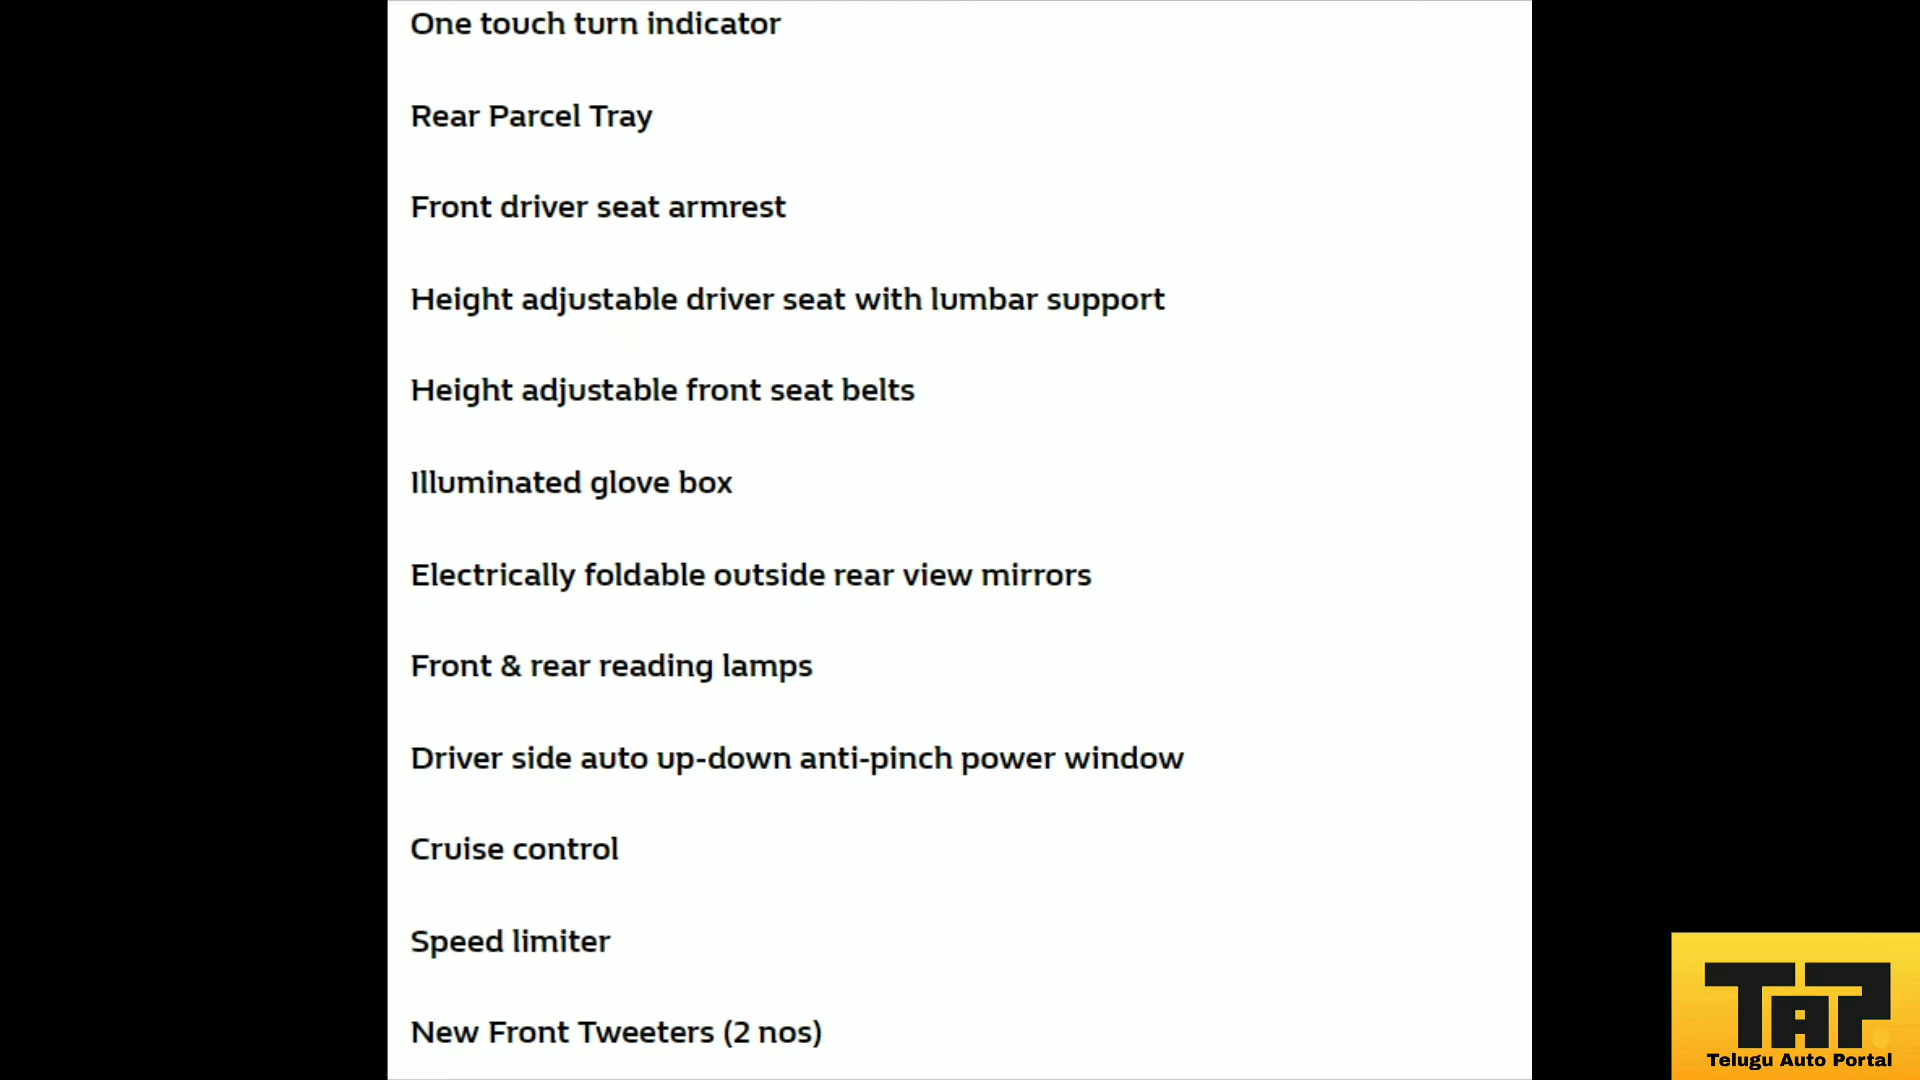 One touch turn indicator
Rear Parcel Tray
Front driver seat armrest
Height adjustable driver seat with lumbar support
Height adjustable front seat belts
Illuminated glove box
Electrically foldable outside rear view mirrors
Front & rear reading lamps
Driver side auto up-down anti-pinch power window
Cruise control
Speed limiter
New Front Tweeters (2 nos)
TAP
Telugu Auto Portal